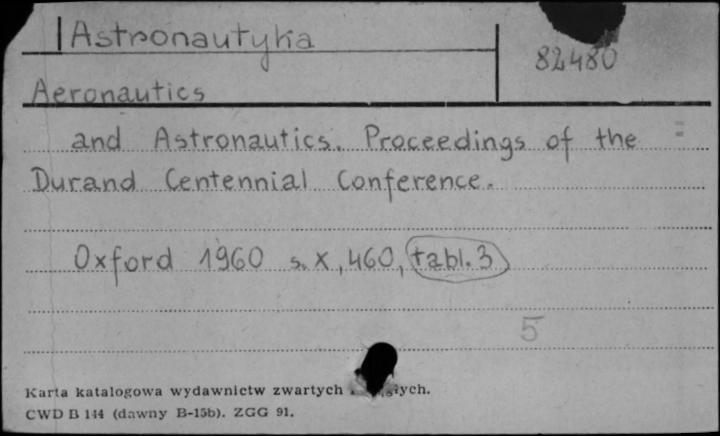 Astronautyka
82480
Aeronautics
and Astronautics. Proceedings of the
Durand Centennial Conference.
Oxford 1960 s. X, 460, tabl. 3
5
Karta katalogowa wydawnictw zwartych
CWD B 144 (dawny B-15b). ZGG 91.